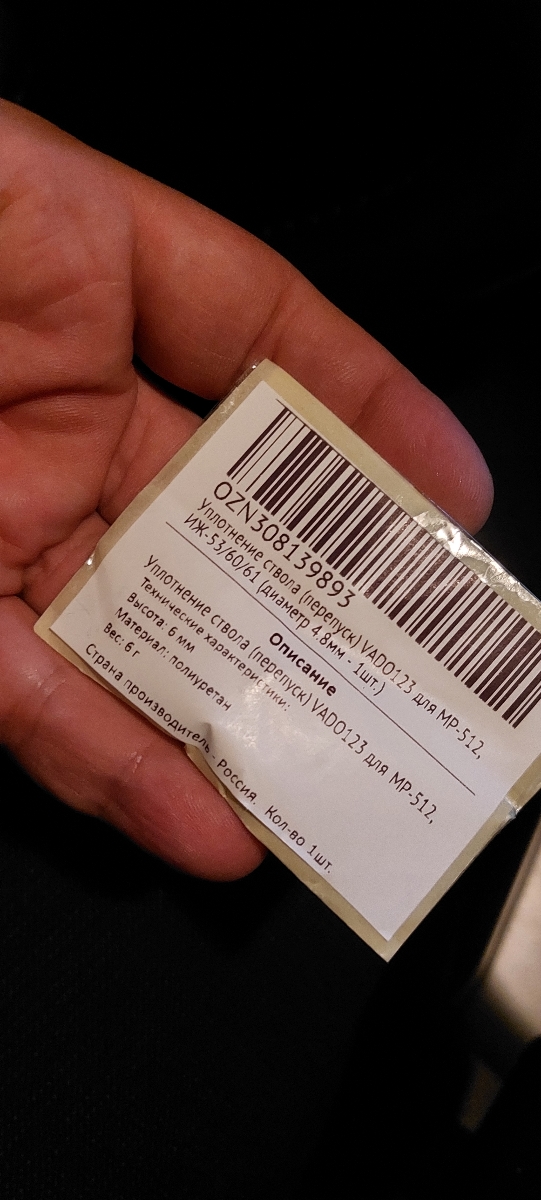 OZN308139893
Уплотнение ствола (перепуск) VADO123 для МР-512,
ИЖ-53/60/61 (диаметр 4,8мм - 1шт.)
Описание
Уплотнение ствола (перепуск) VADO123 для МР-512,
Технические характеристики:
Высота: 6 мм
Материал: полиуретан
Вес: 6 г
Страна производитель - Россия. Кол-во 1шт.